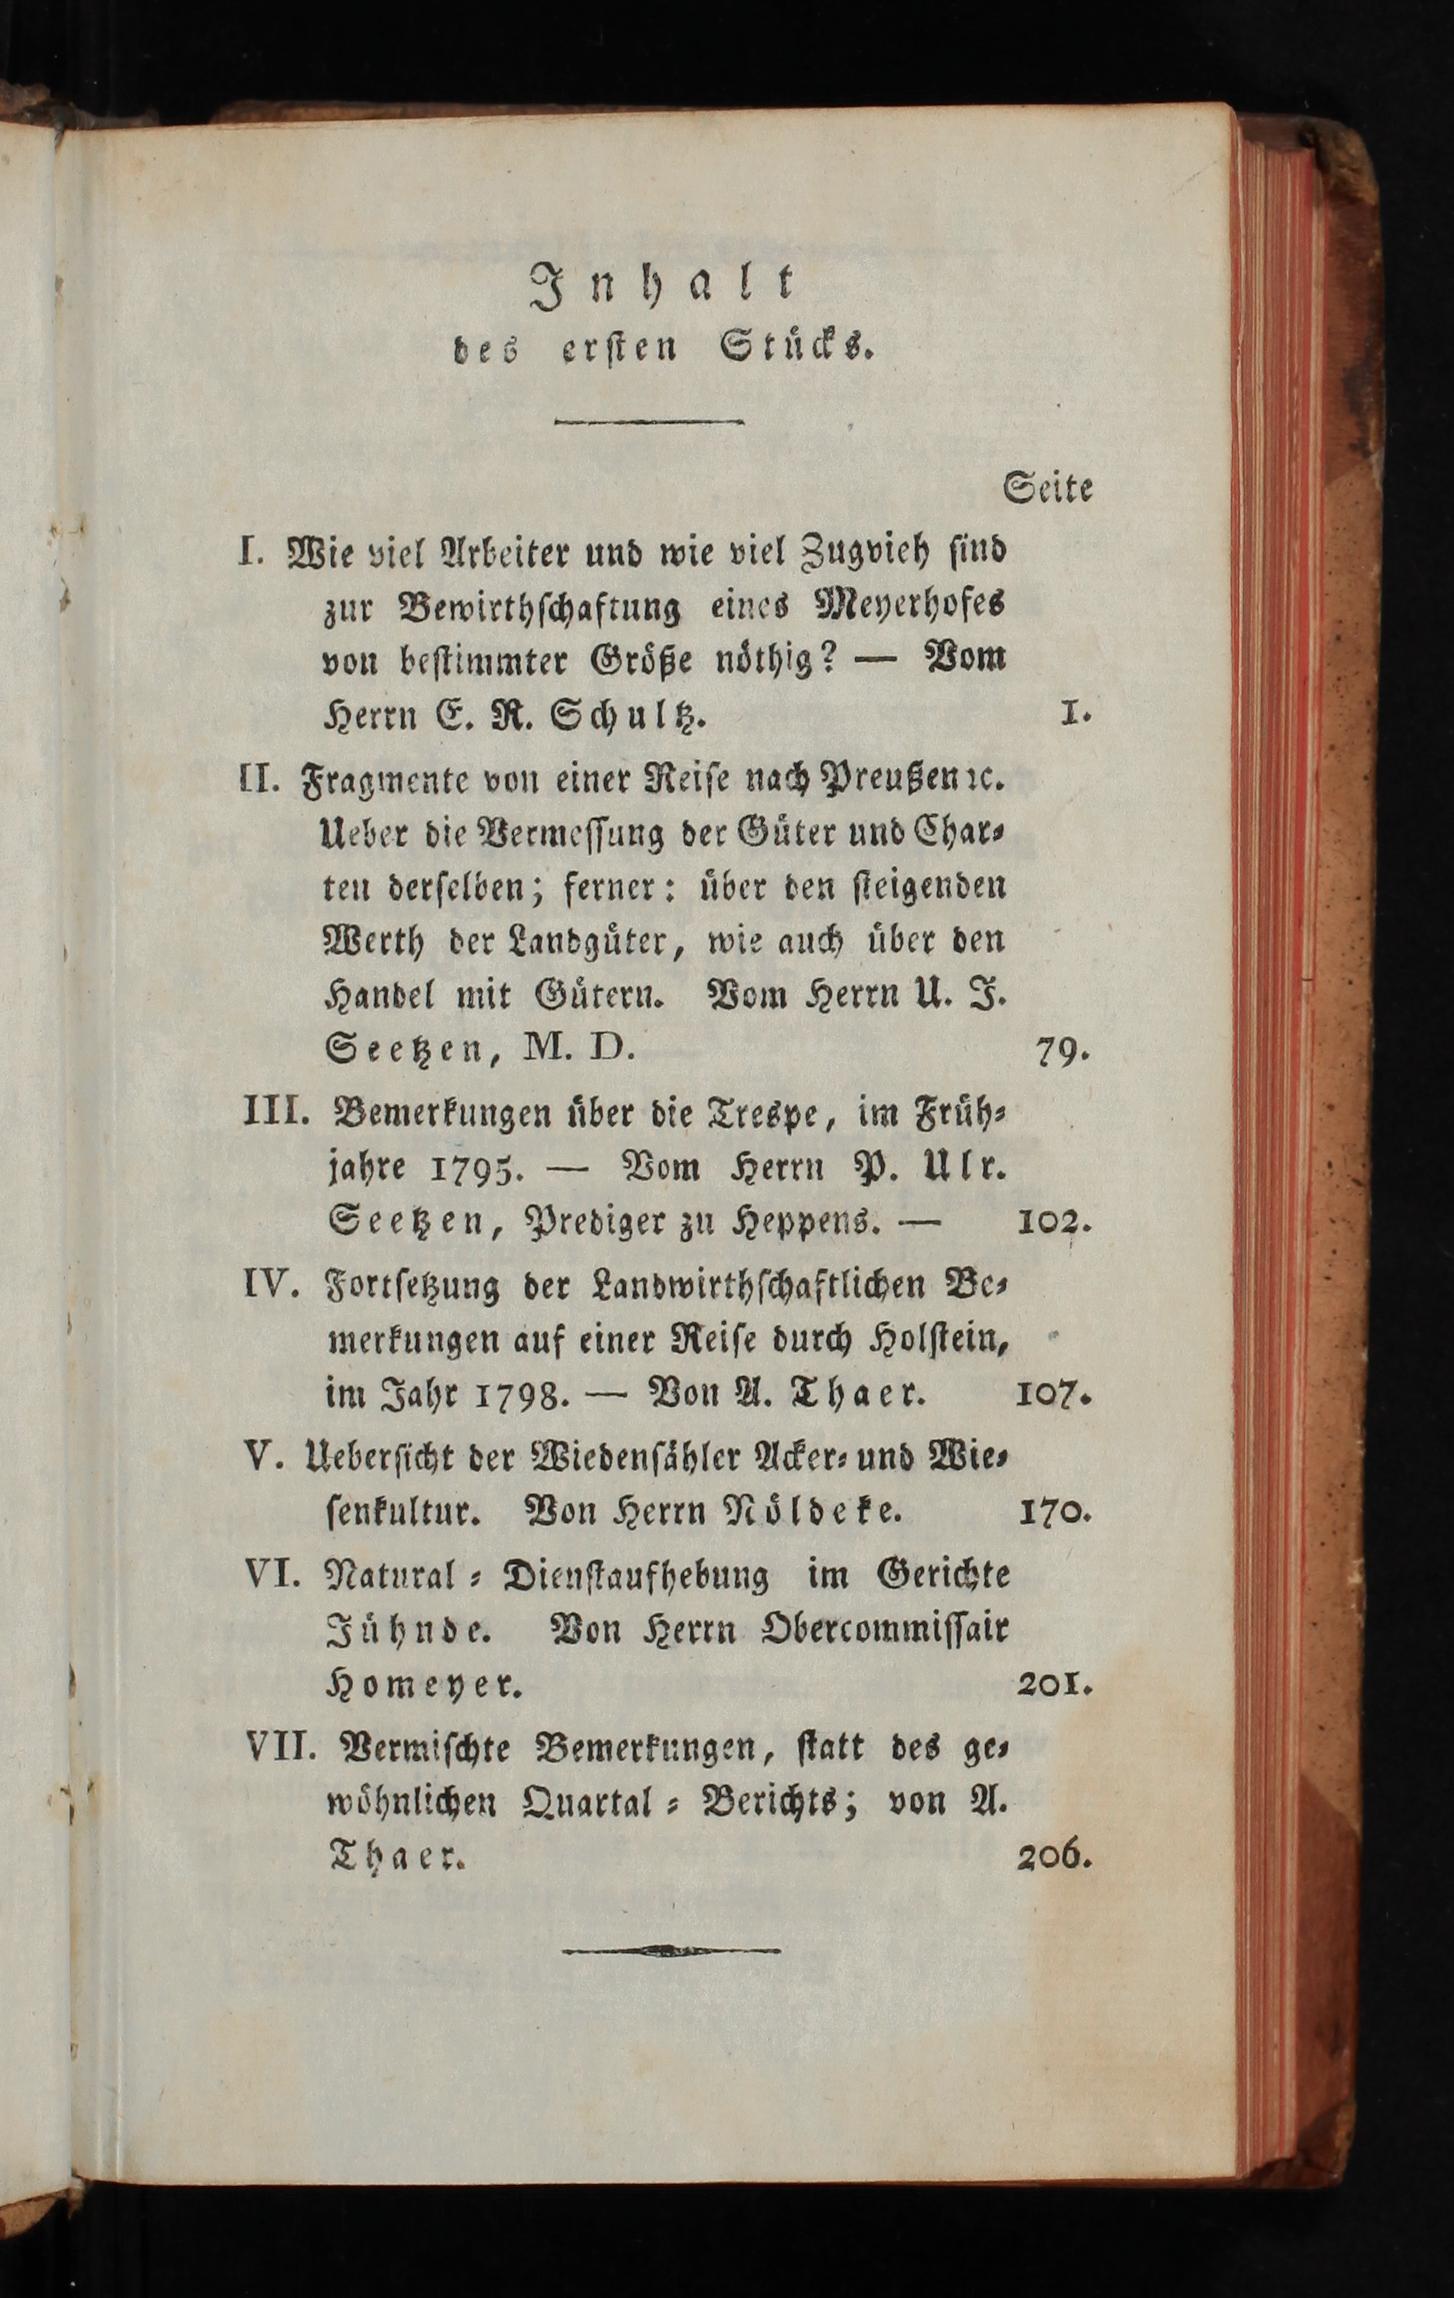 Inhalt
des ersten Stücks.
Seite
I. Wie viel Arbeiter und wie viel Zugvieh sind
zur Bewirthschaftung eines Meyerhofes
von bestimmter Größe nöthig? — Vom
Herrn E. R. Schultz. 1.
II. Fragmente von einer Reise nach Preußen ꝛc.
Ueber die Vermessung der Güter und Char⸗
ten derselben; ferner: über den steigenden
Werth der Landgüter, wie auch über den
Handel mit Gütern. Vom Herrn U. J.
Seetzen, M. D. 79.
III. Bemerkungen über die Trespe, im Früh⸗
jahre 1795. — Vom Herrn P. Ulr.
Seetzen, Prediger zu Heppens. — 102.
IV. Fortsetzung der Landwirthschaftlichen Be⸗
merkungen auf einer Reise durch Holstein,
im Jahr 1798. — Von A. Thaer. 107.
V. Uebersicht der Wiedensähler Acker⸗ und Wie⸗
senkultur. Von Herrn Nöldeke. 170.
VI. Natural ⸗ Dienstaufhebung im Gerichte
Jühnde. Von Herrn Obercommissair
Homeyer. 201.
VII. Vermischte Bemerkungen, statt des ge⸗
wöhnlichen Quartal ⸗ Berichts; von A.
Thaer. 206.